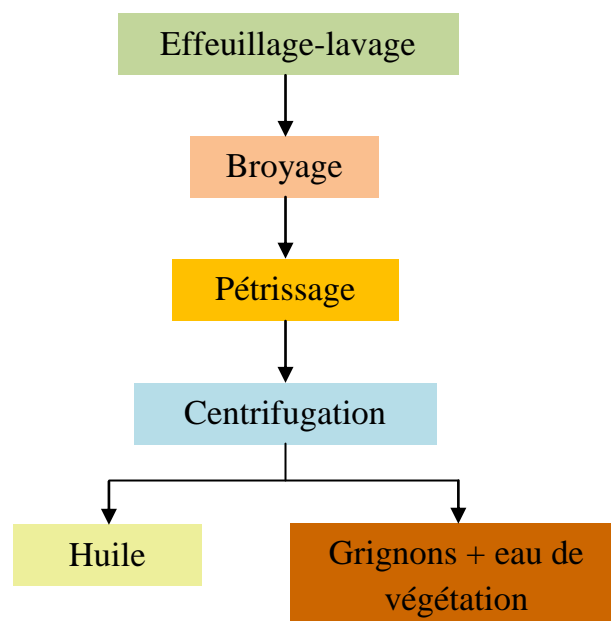 Effeuillage-lavage
Broyage
Pétrissage
Centrifugation
Huile
Grignons + eau de
végétation